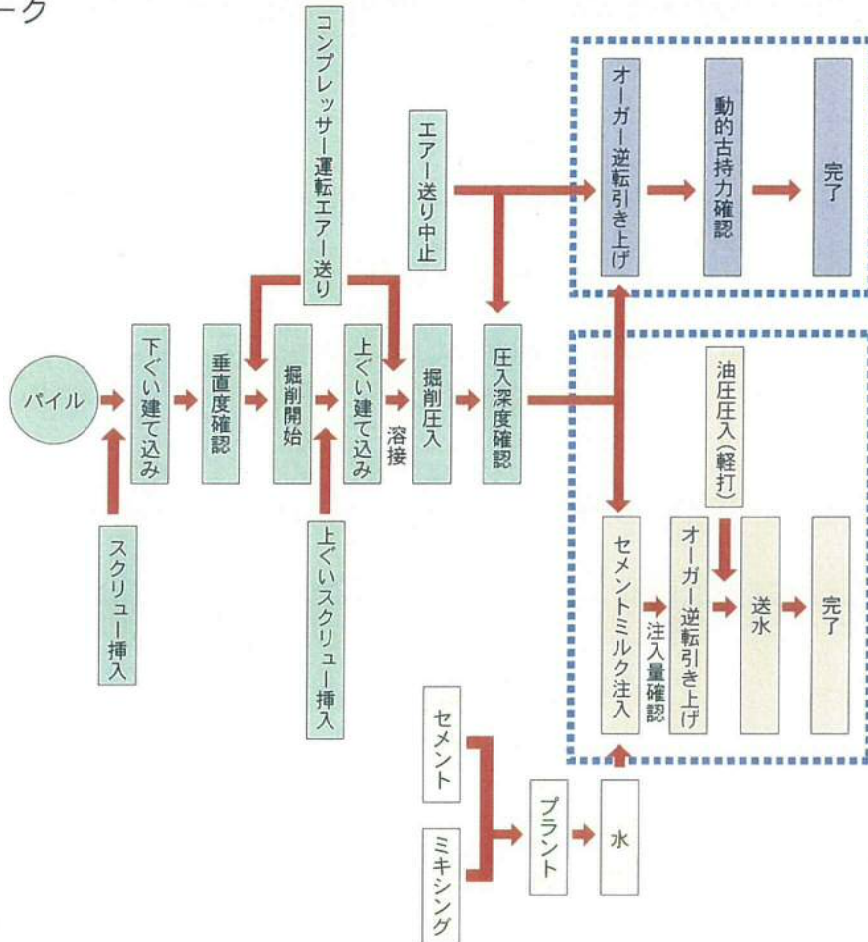 ーク
コンプレッサー運転エアー送り
エアー送り中止
オーガー逆転引き上げ
動的古持力確認
完了
パイル
下ぐい建て込み
垂直度確認
掘削開始
上ぐい建て込み
溶接
掘削圧入
圧入深度確認
スクリュー挿入
上ぐいスクリュー挿入
油圧圧入(軽打)
セメントミルク注入
注入量確認
オーガー逆転引き上げ
送水
完了
セメント
ミキシング
プラント
水